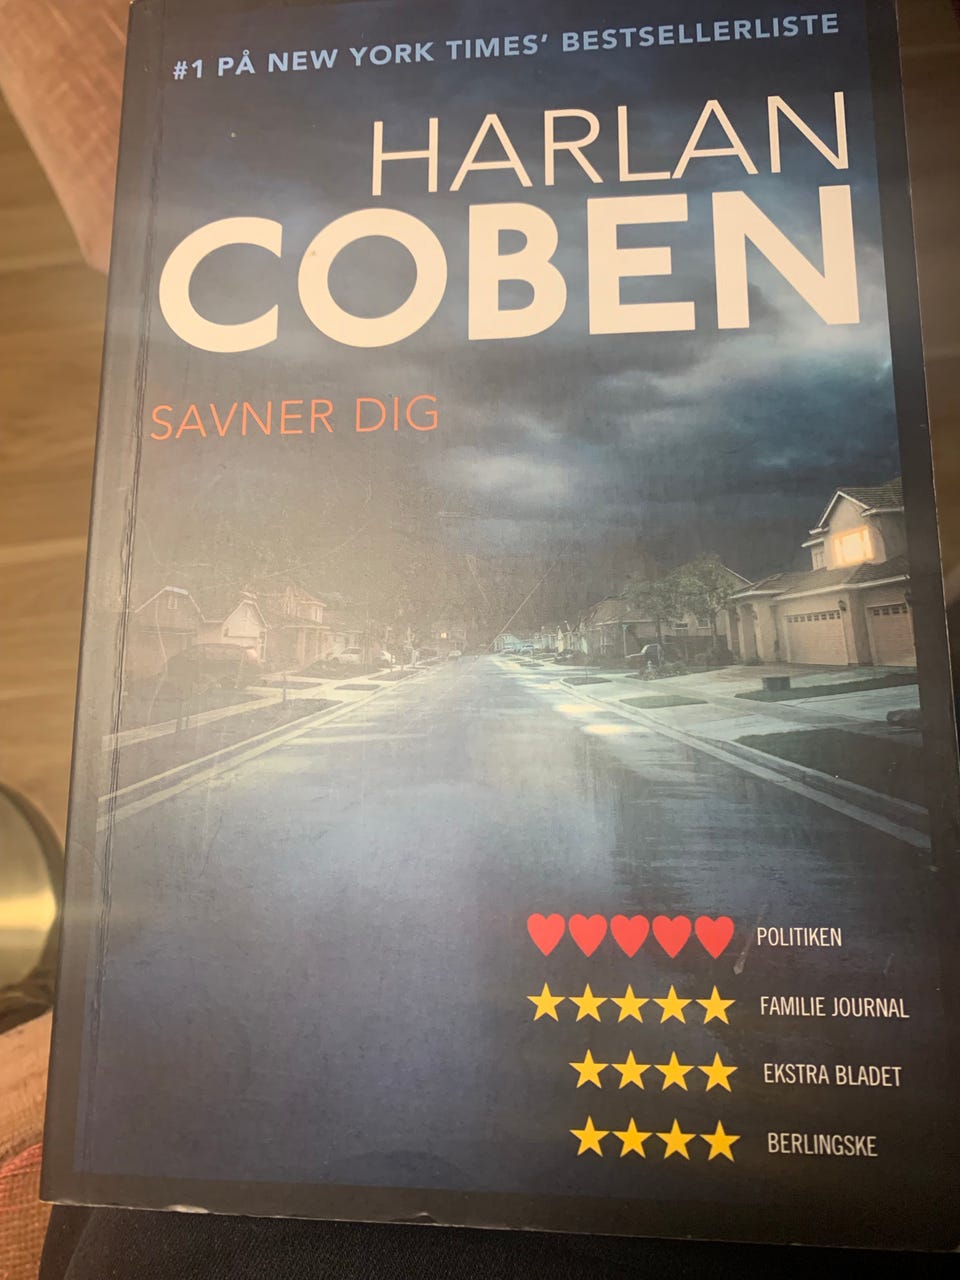 #1 PÅ NEW YORK TIMES’ BESTSELLERLISTE
HARLAN
COBEN
SAVNER DIG
POLITIKEN
FAMILIE JOURNAL
EKSTRA BLADET
BERLINGSKE